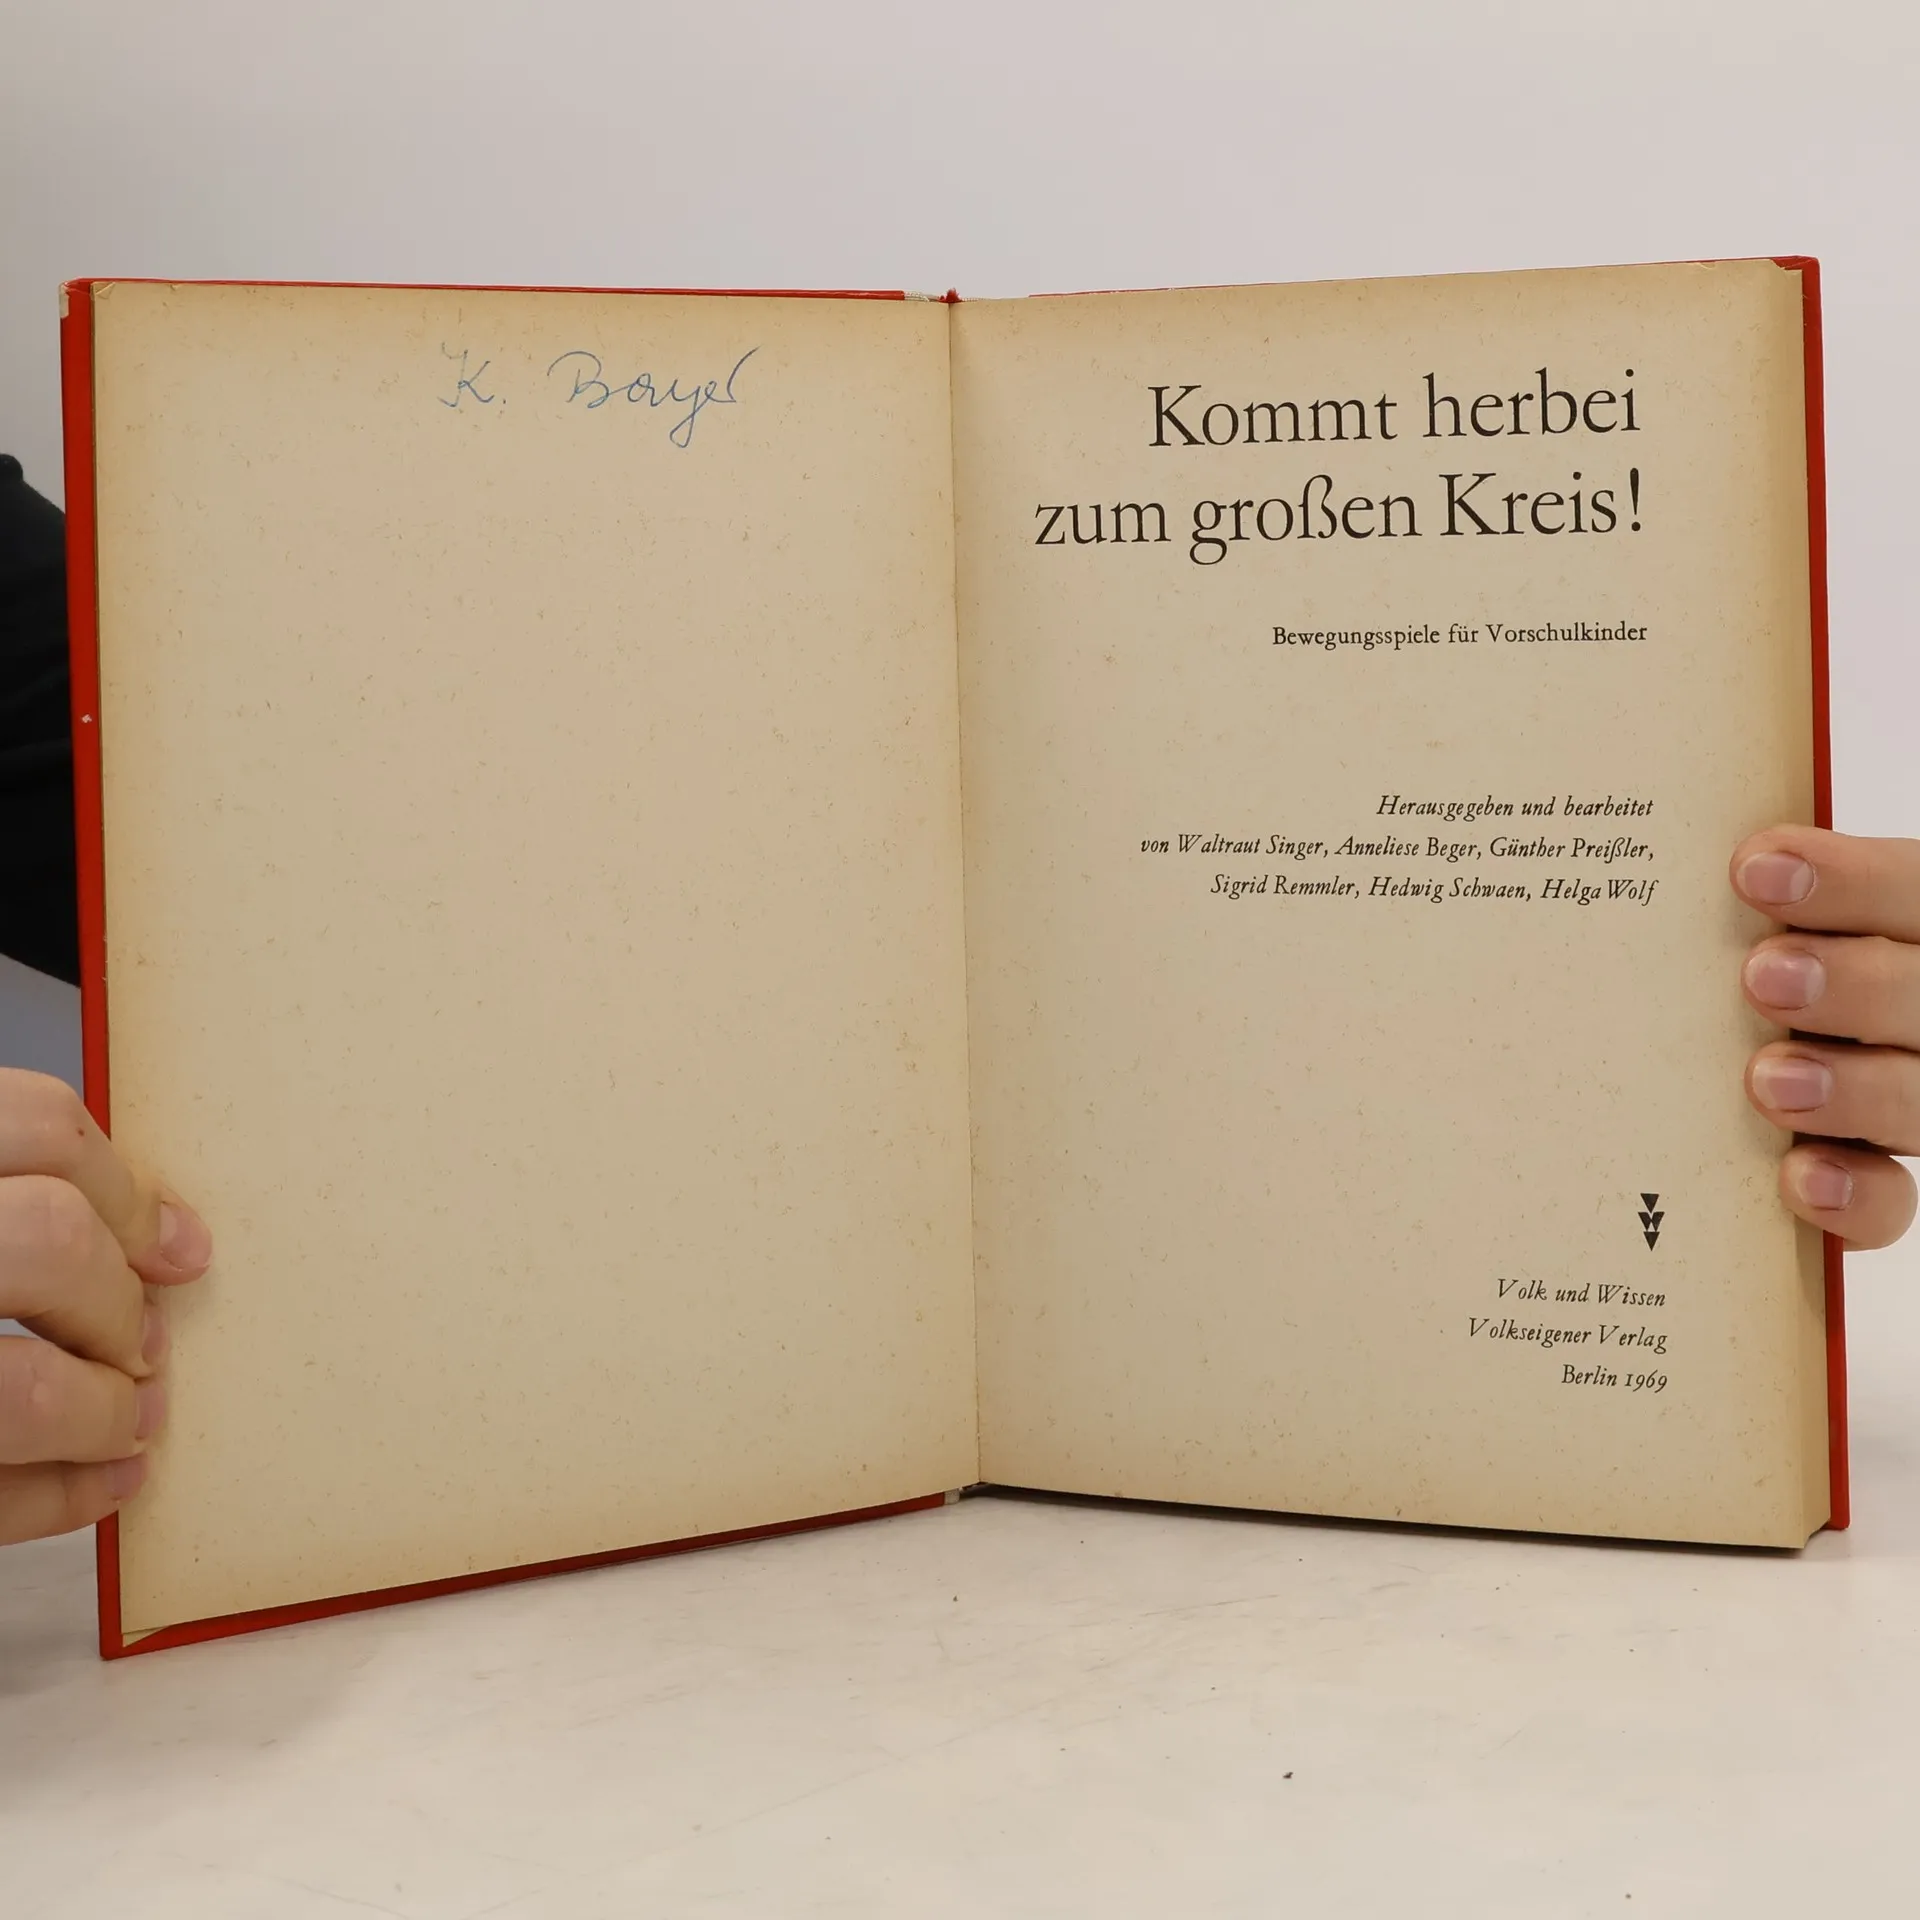 K. Bayer
Kommt herbei
zum großen Kreis!
Bewegungsspiele für Vorschulkinder
Herausgegeben und bearbeitet
von Waltraut Singer, Anneliese Beger, Günther Preißler,
Sigrid Remmler, Hedwig Schwaen, Helga Wolf
Volk und Wissen
Volkseigener Verlag
Berlin 1969